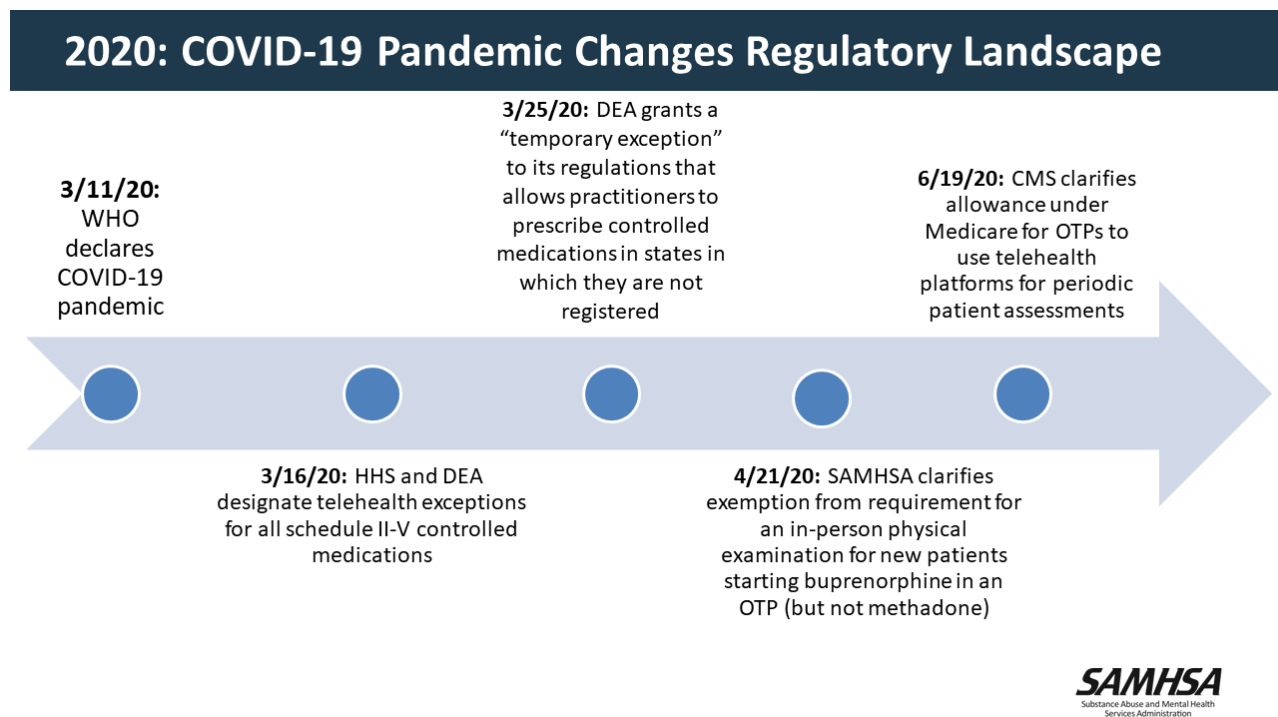 2020: COVID-19 Pandemic Changes Regulatory Landscape
3/11/20:
WHO
declares
COVID-19
pandemic
3/16/20: HHS and DEA
designate telehealth exceptions
for all schedule II-V controlled
medications
3/25/20: DEA grants a
“temporary exception”
to its regulations that
allows practitioners to
prescribe controlled
medications in states in
which they are not
registered
4/21/20: SAMHSA clarifies
exemption from requirement for
an in-person physical
examination for new patients
starting buprenorphine in an
OTP (but not methadone)
6/19/20: CMS clarifies
allowance under
Medicare for OTPs to
use telehealth
platforms for periodic
patient assessments
SAMHSA
Substance Abuse and Mental Health
Services Administration